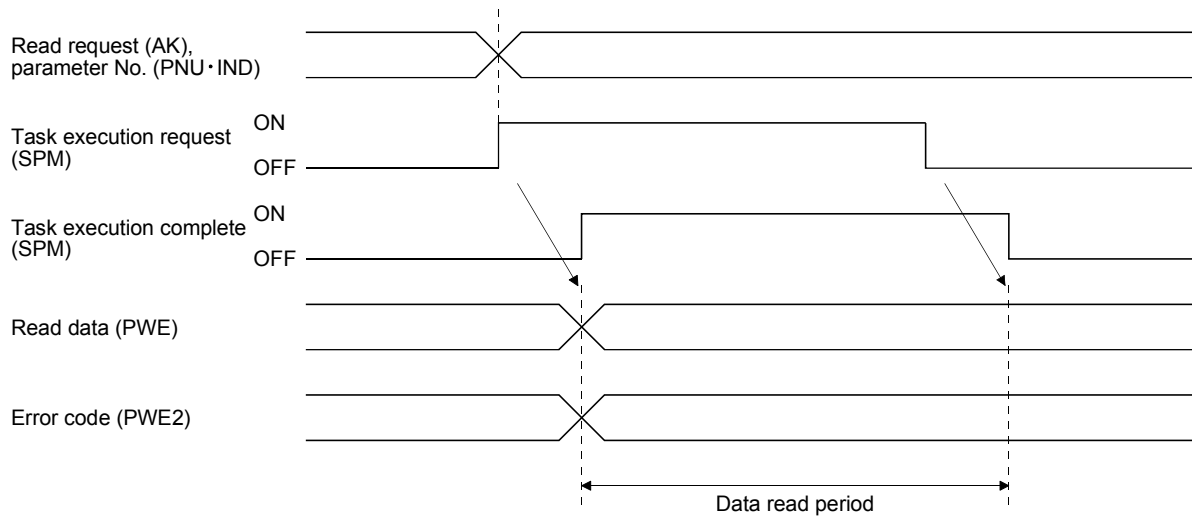 Read request (AK),
parameter No. (PNU・IND)
ON
Task execution request
(SPM)
OFF
ON
Task execution complete
(SPM)
OFF
Read data (PWE)
Error code (PWE2)
Data read period